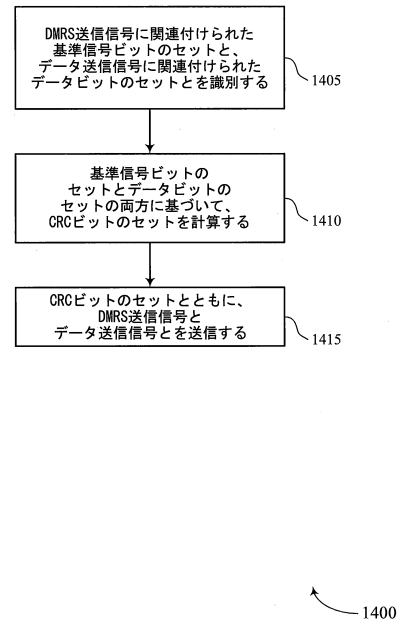 DMRS送信信号に関連付けられた
基準信号ビットのセットと、
データ送信信号に関連付けられた
データビットのセットとを識別する
1405
基準信号ビットの
セットとデータビットの
セットの両方に基づいて、
CRCビットのセットを計算する
1410
CRCビットのセットとともに、
DMRS送信信号と
データ送信信号とを送信する
1415
1400